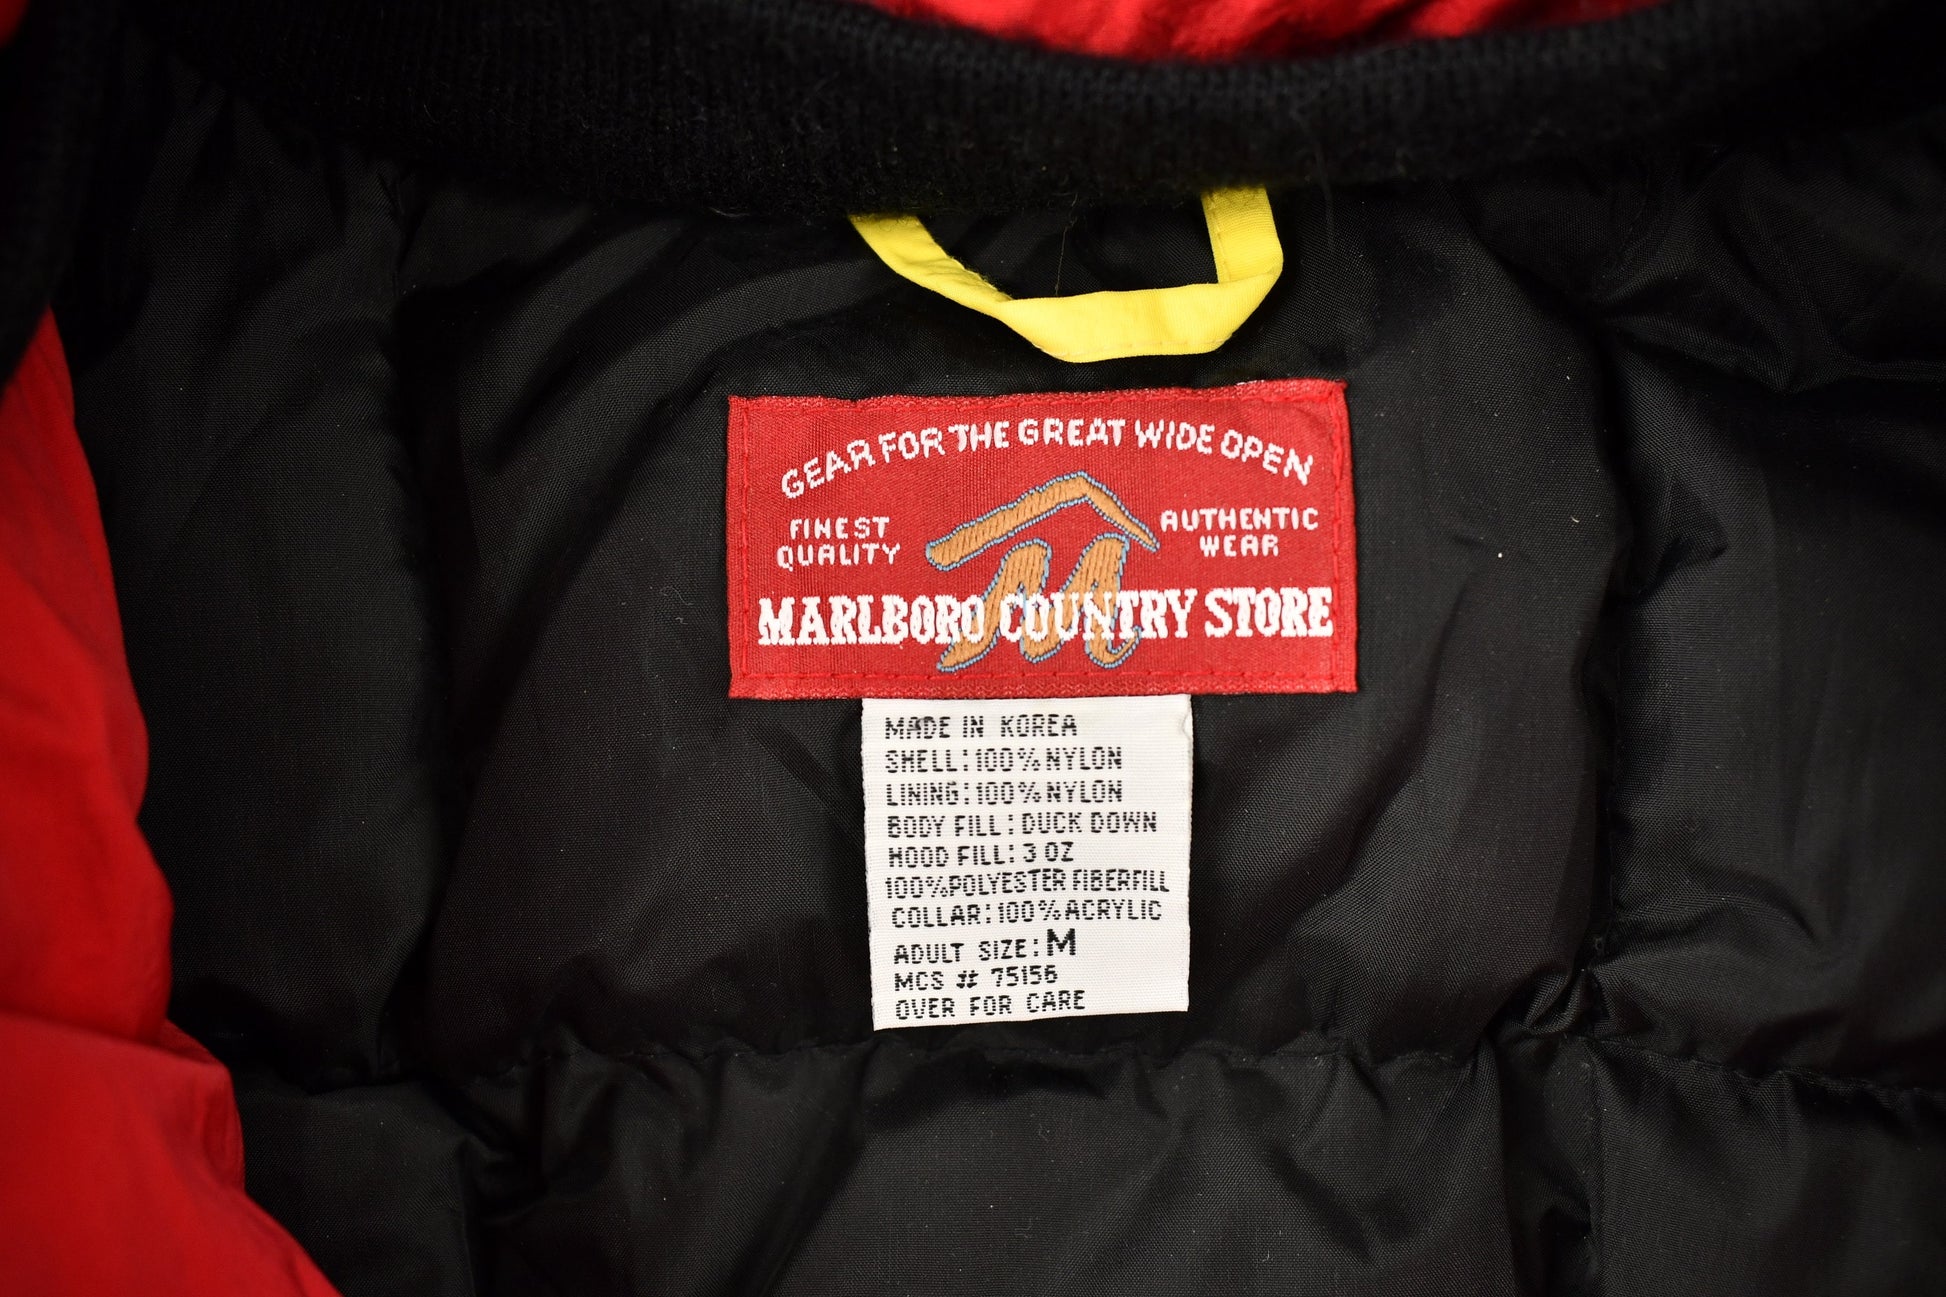 GEAR FOR THE GREAT WIDE OPEN
FINEST
QUALITY
AUTHENTIC
WEAR
MARLBORO COUNTRY STORE
MADE IN KOREA
SHELL: 100% NYLON
LINING: 100% NYLON
BODY FILL: DUCK DOWN
HOOD FILL: 3 OZ
100% POLYESTER FIBERFILL
COLLAR: 100% ACRYLIC
ADULT SIZE: M
MCS # 75156
OVER FOR CARE